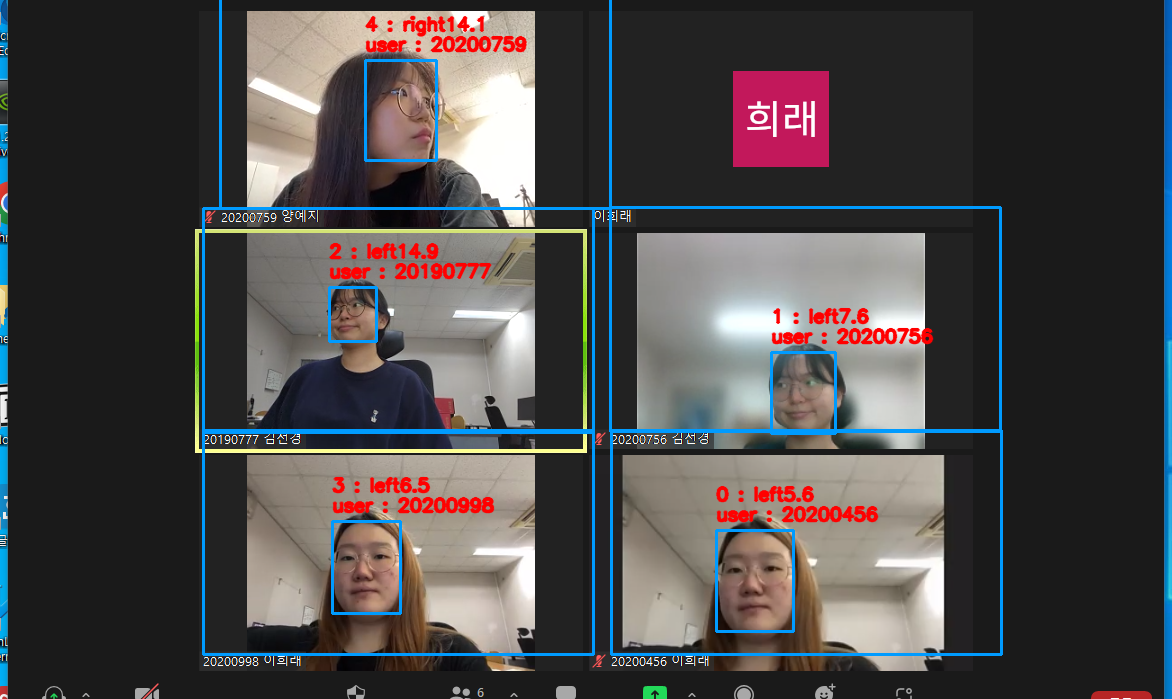 4 : right14.1
user : 20200759
희래
20200759 양예지
이희래
2 : left14.9
user : 20190777
1 : left7.6
user : 20200756
20190777 김선경
20200756 김선경
3 : left6.5
user : 20200998
0 : left5.6
user : 20200456
20200998 이희래
20200456 이희래
6